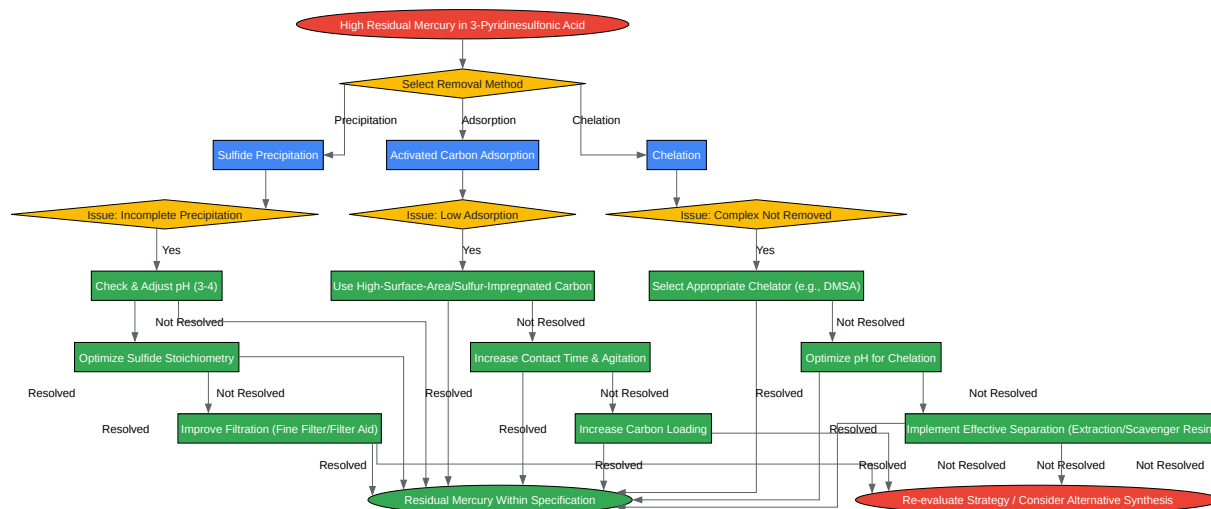 High Residual Mercury in 3-Pyridinesulfonic Acid
Select Removal Method
Precipitation
Adsorption
Chelation
Sulfide Precipitation
Activated Carbon Adsorption
Chelation
Issue: Incomplete Precipitation
Issue: Low Adsorption
Issue: Complex Not Removed
Yes
Yes
Yes
Check & Adjust pH (3-4)
Use High-Surface-Area/Sulfur-Impregnated Carbon
Select Appropriate Chelator (e.g., DMSA)
Not Resolved
Not Resolved
Not Resolved
Optimize Sulfide Stoichiometry
Increase Contact Time & Agitation
Optimize pH for Chelation
Resolved
Not Resolved
Resolved
Not Resolved
Resolved
Not Resolved
Resolved
Improve Filtration (Fine Filter/Filter Aid)
Resolved
Increase Carbon Loading
Resolved
Implement Effective Separation (Extraction/Scavenger Resin
Resolved
Resolved
Resolved
Not Resolved
Not Resolved
Not Resolved
Residual Mercury Within Specification
Re-evaluate Strategy / Consider Alternative Synthesis